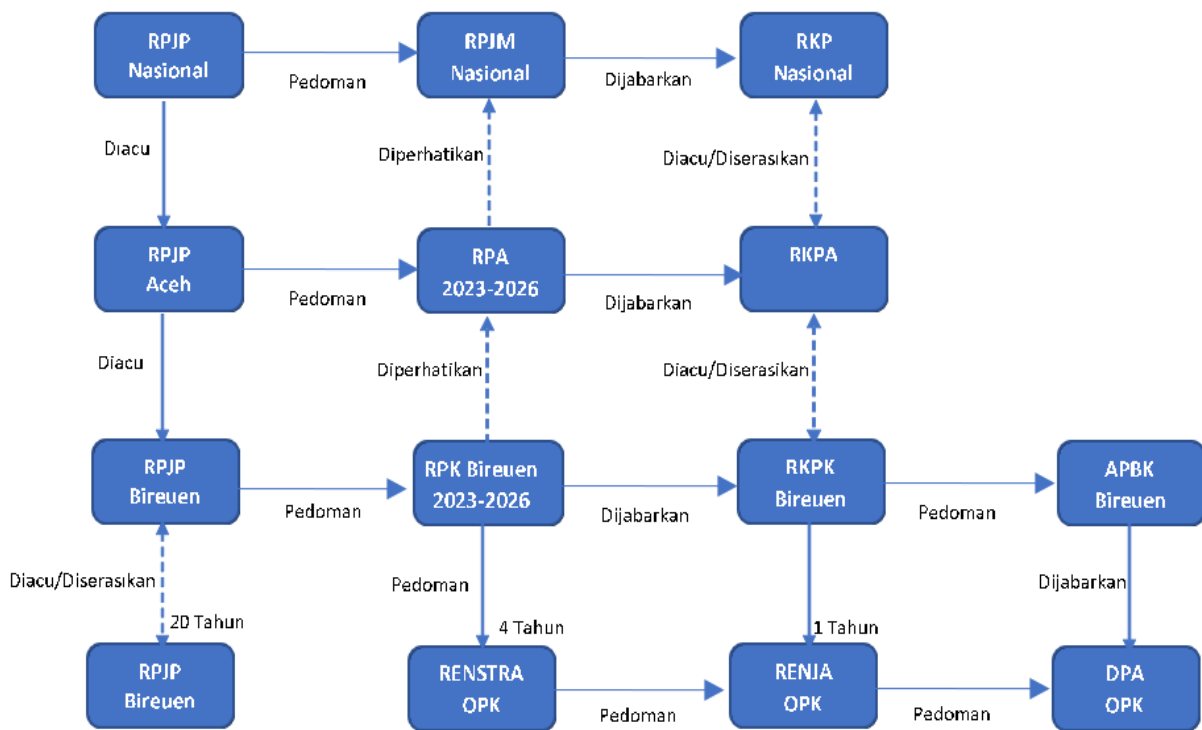 RPJP
Nasional
Pedoman
RPJM
Nasional
Dijabarkan
RKP
Nasional
Diacu
Diperhatikan
Diacu/Diserasikan
RPJP
Aceh
Pedoman
RPA
2023-2026
Dijabarkan
RKPA
Diacu
Diperhatikan
Diacu/Diserasikan
RPJP
Bireuen
Pedoman
RPK Bireuen
2023-2026
Dijabarkan
RKPK
Bireuen
Pedoman
APBK
Bireuen
Diacu/Diserasikan
Pedoman
Dijabarkan
20 Tahun
4 Tahun
1 Tahun
RPJP
Bireuen
RENSTRA
OPK
Pedoman
RENJA
OPK
Pedoman
DPA
OPK